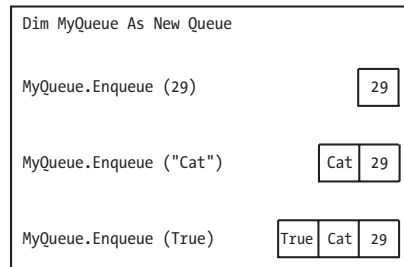 Dim MyQueue As New Queue
MyQueue.Enqueue (29) 29
MyQueue.Enqueue ("Cat") Cat 29
MyQueue.Enqueue (True) True Cat 29